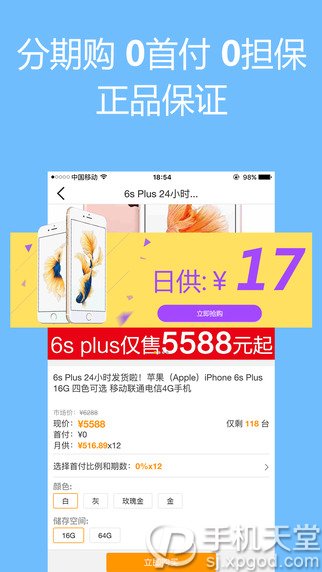 分期购 0首付 0担保
正品保证
中国移动 18:54 98%
6s Plus 24小时...
日供:¥ 17
立即抢购
6s plus仅售5588元起
6s Plus 24小时发货啦！苹果（Apple）iPhone 6s Plus
16G 四色可选 移动联通电信4G手机
市场价：¥6288
现价：¥5588
仅剩 118 台
首付：¥0
月供：¥516.89x12
选择首付比例和期数：0%x12
颜色:
白 灰 玫瑰金 金
储存空间:
16G 64G
手机天堂
sj.xpgod.com